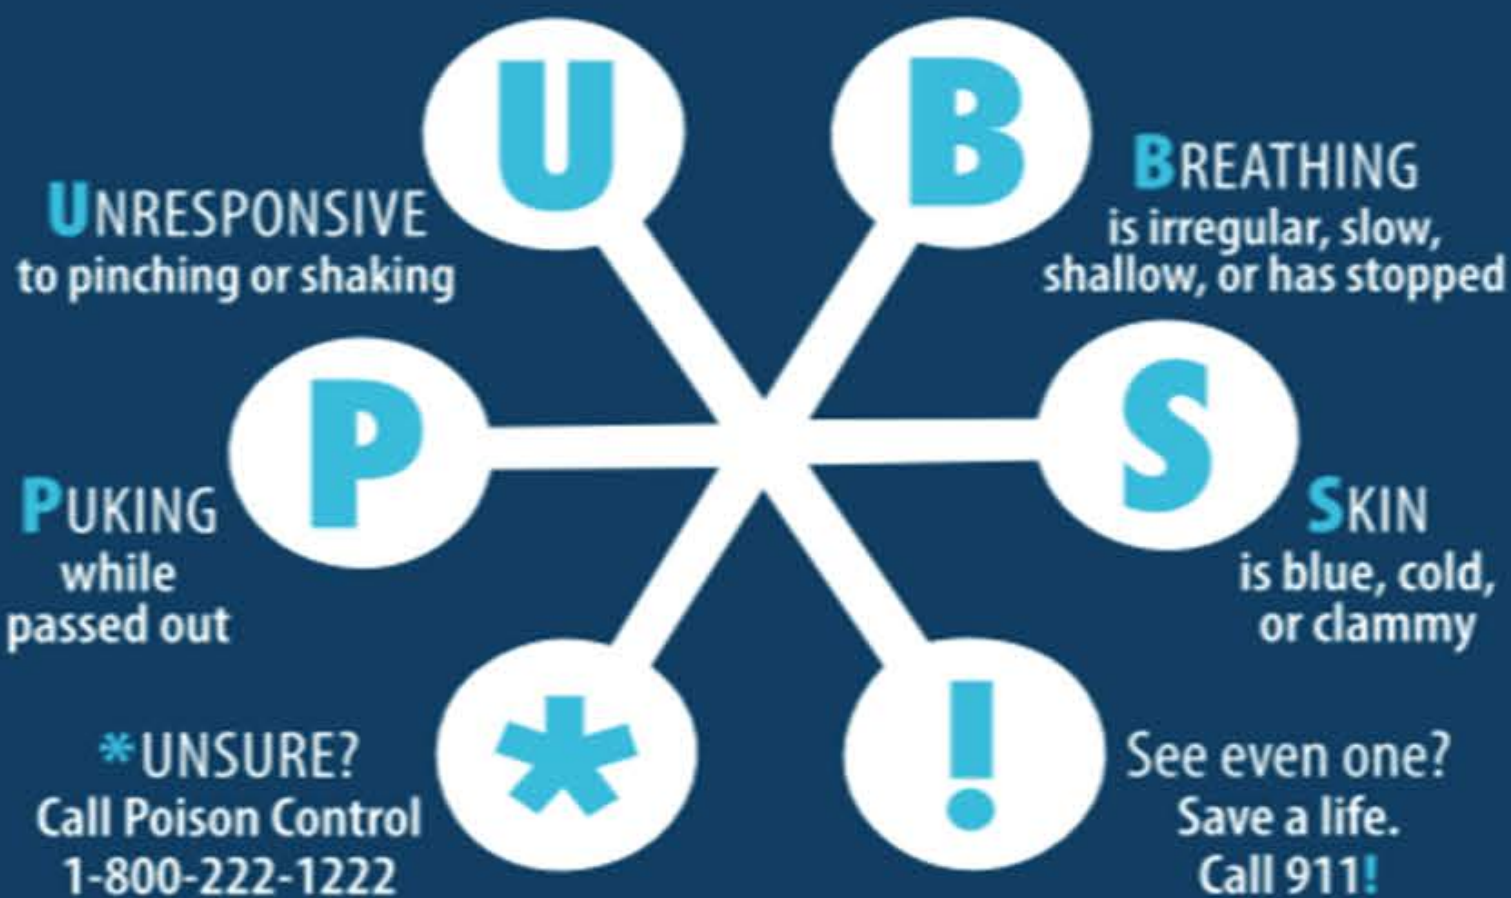 U
UNRESPONSIVE
to pinching or shaking
B
BREATHING
is irregular, slow,
shallow, or has stopped
P
PUKING
while
passed out
S
SKIN
is blue, cold,
or clammy
*
*UNSURE?
Call Poison Control
1-800-222-1222
!
See even one?
Save a life.
Call 911!